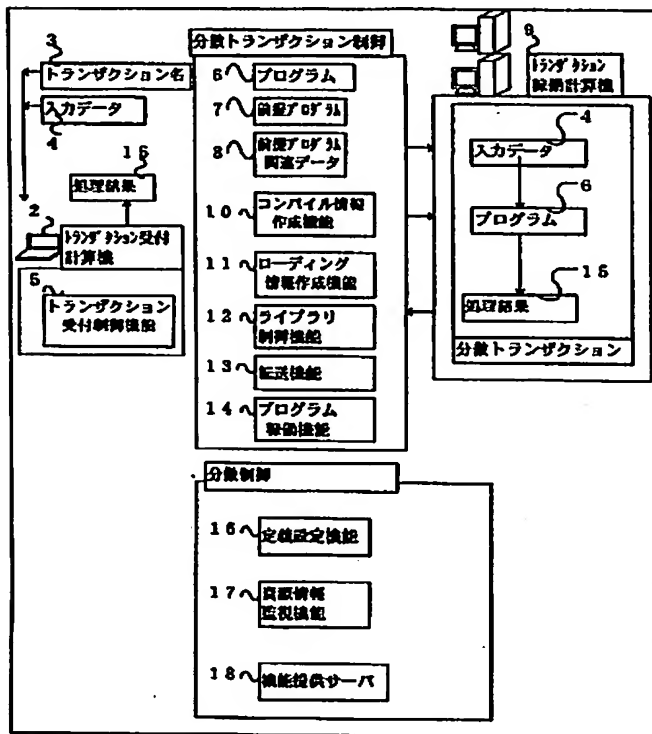 3
トランザクション名
入力データ
4
15
処理結果
2
トランザクション受付
計算機
5
トランザクション
受付制御機能
分散トランザクション制御
6 プログラム
7 前提プログラム
8 前提プログラム
関連データ
10 コンパイル情報
作成機能
11 ローディング
情報作成機能
12 ライブラリ
制御機能
13 転送機能
14 プログラム
稼働機能
9
トランザクション
稼働計算機
4
入力データ
6
プログラム
15
処理結果
分散トランザクション
分散制御
16 定義設定機能
17 資源情報
監視機能
18 機能提供サーバ